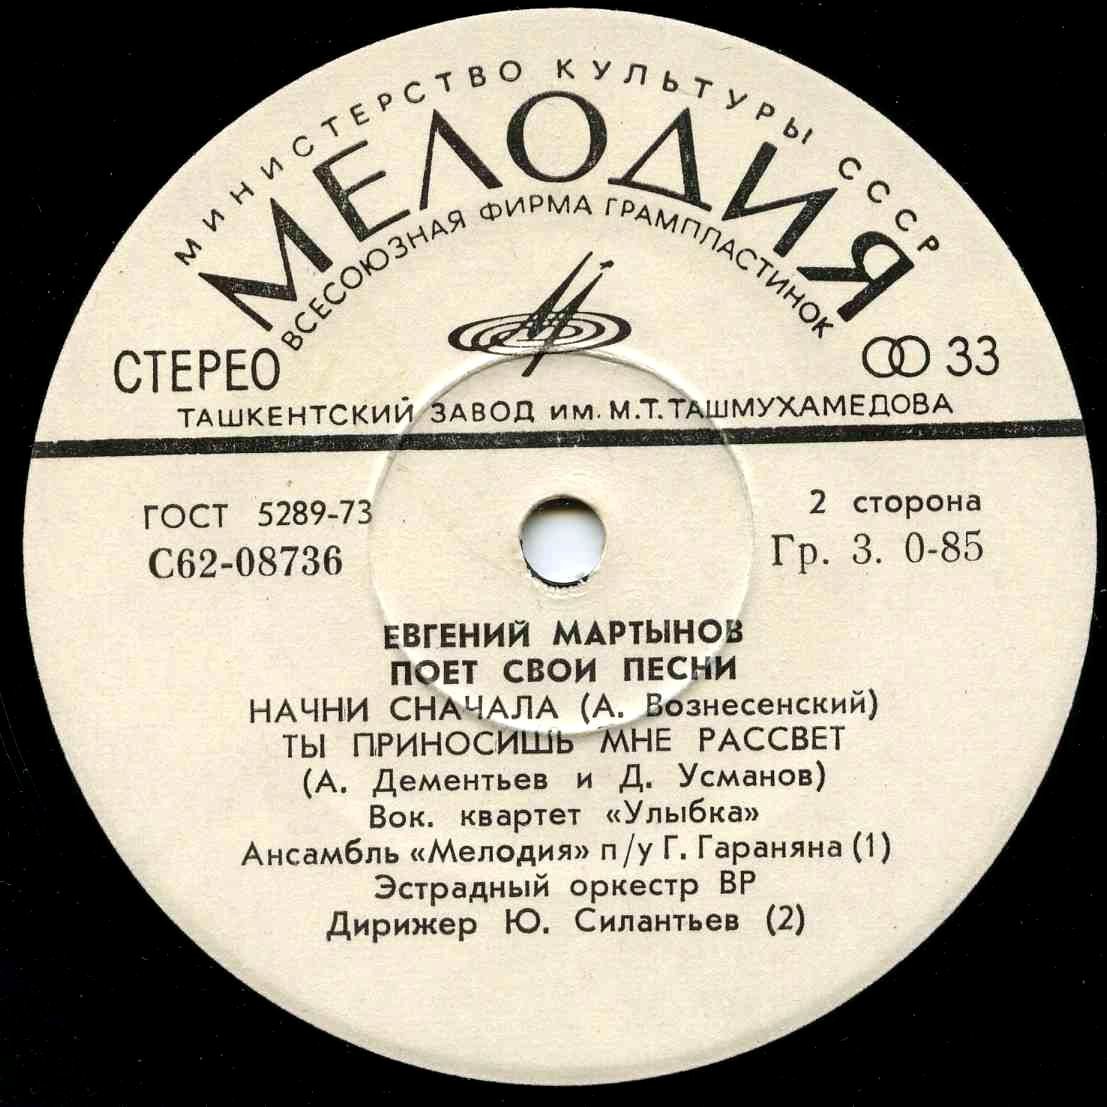 МИНИСТЕРСТВО КУЛЬТУРЫ СССР
МЕЛОДИЯ
ВСЕСОЮЗНАЯ ФИРМА ГРАМПЛАСТИНОК
СТЕРЕО
33
ТАШКЕНТСКИЙ ЗАВОД ИМ. М.Т. ТАШМУХАМЕДОВА
ГОСТ 5289-73
2 сторона
С62-08736
Гр. 3. 0-85
ЕВГЕНИЙ МАРТЫНОВ
ПОЕТ СВОИ ПЕСНИ
НАЧНИ СНАЧАЛА (А. Вознесенский)
ТЫ ПРИНОСИШЬ МНЕ РАССВЕТ
(А. Дементьев и Д. Усманов)
Вок. квартет «Улыбка»
Ансамбль «Мелодия» п/у Г. Гараняна (1)
Эстрадный оркестр ВР
Дирижер Ю. Силантьев (2)